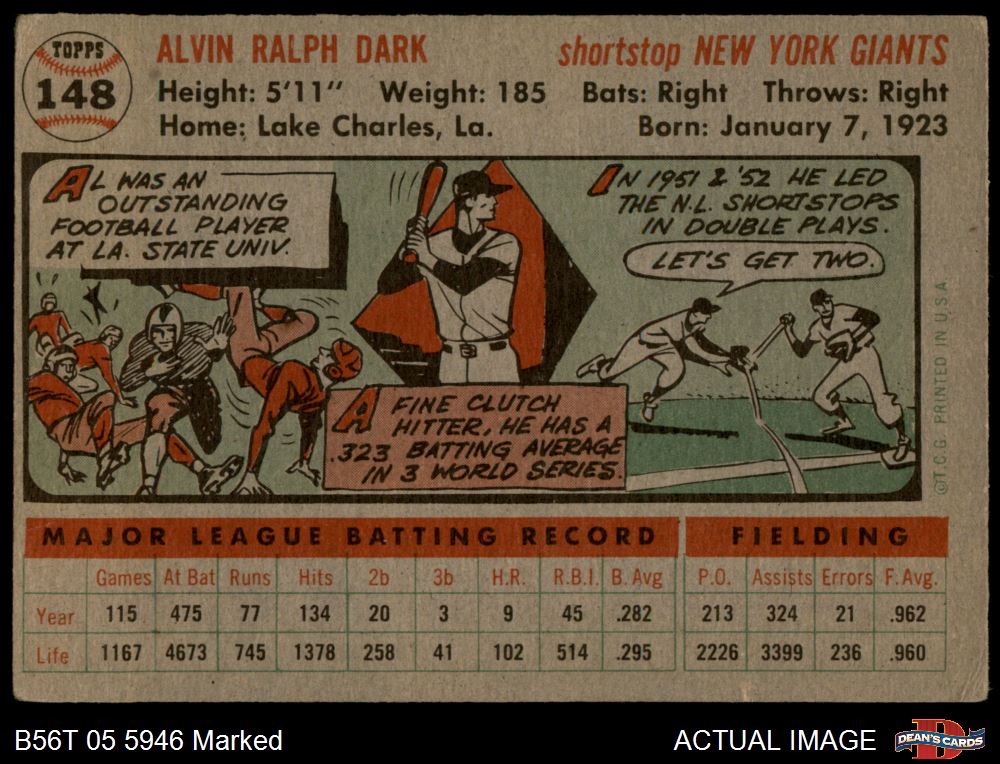 TOPPS
148
ALVIN RALPH DARK
shortstop NEW YORK GIANTS
Height: 5'11" Weight: 185 Bats: Right Throws: Right
Home: Lake Charles, La. Born: January 7, 1923
AL WAS AN
OUTSTANDING
FOOTBALL PLAYER
AT LA. STATE UNIV.
IN 1951 & '52 HE LED
THE N.L. SHORTSTOPS
IN DOUBLE PLAYS.
LET'S GET TWO.
A FINE CLUTCH
HITTER, HE HAS A
.323 BATTING AVERAGE
IN 3 WORLD SERIES.
©T.C.G. PRINTED IN U.S.A.
MAJOR LEAGUE BATTING RECORD FIELDING
Games At Bat Runs Hits 2b 3b H.R. R.B.I. B. Avg P.O. Assists Errors F. Avg.
Year 115 475 77 134 20 3 9 45 .282 213 324 21 .962
Life 1167 4673 745 1378 258 41 102 514 .295 2226 3399 236 .960
B56T 05 5946 Marked
ACTUAL IMAGE
DEAN'S CARDS